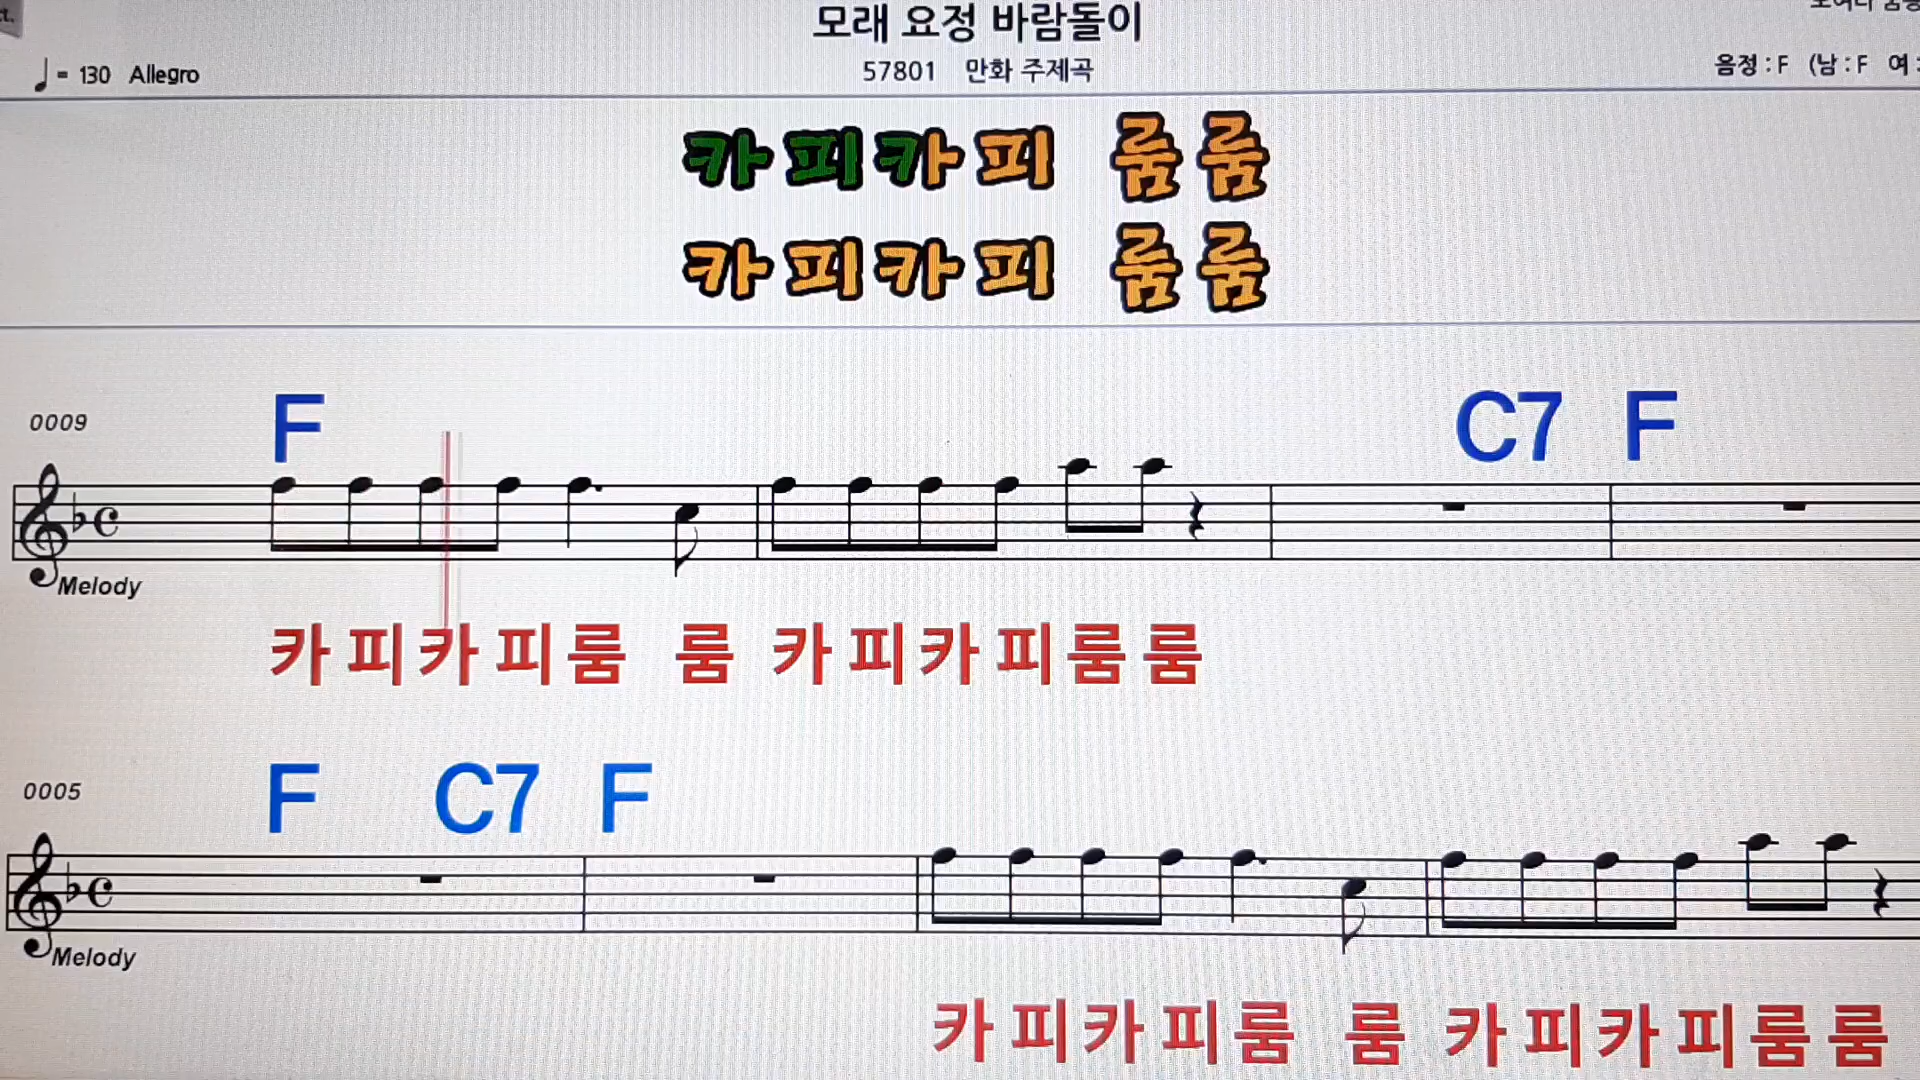 모래 요정 바람돌이
= 130 Allegro
57801 만화 주제곡
음정 : F (남 : F 여 :
카피카피 룸룸
카피카피 룸룸
0009
F C7 F
Melody
카피카피룸 룸 카피카피룸룸
0005
F C7 F
Melody
카피카피룸 룸 카피카피룸룸